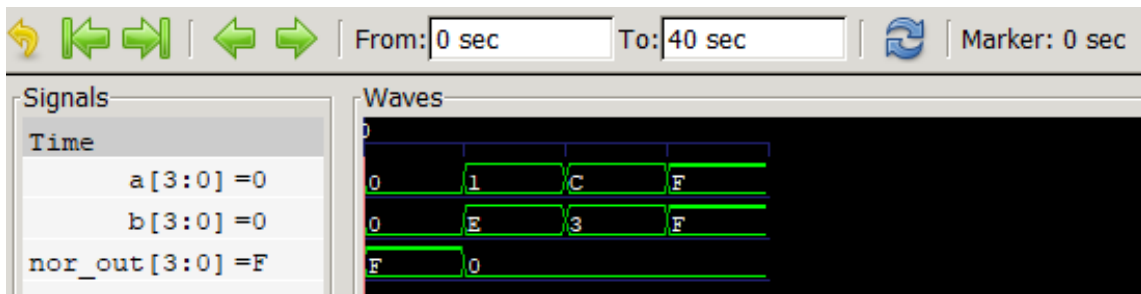 From: 0 sec To: 40 sec Marker: 0 sec
Signals Waves
Time 0
a[3:0] =0 0 1 C F
b[3:0] =0 0 E 3 F
nor_out[3:0] =F F 0